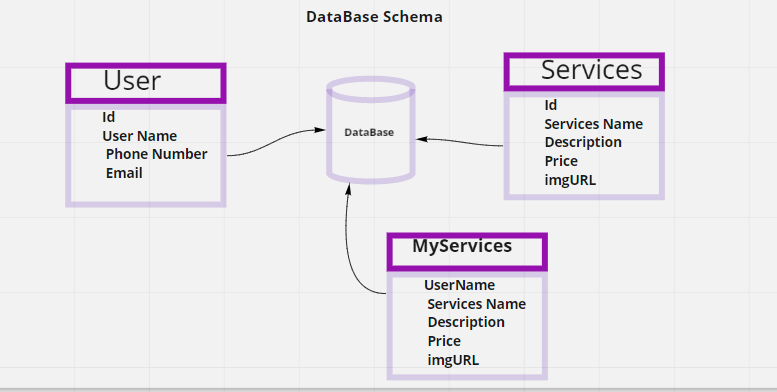 DataBase Schema
User
Id
User Name
Phone Number
Email
DataBase
Services
Id
Services Name
Description
Price
imgURL
MyServices
UserName
Services Name
Description
Price
imgURL